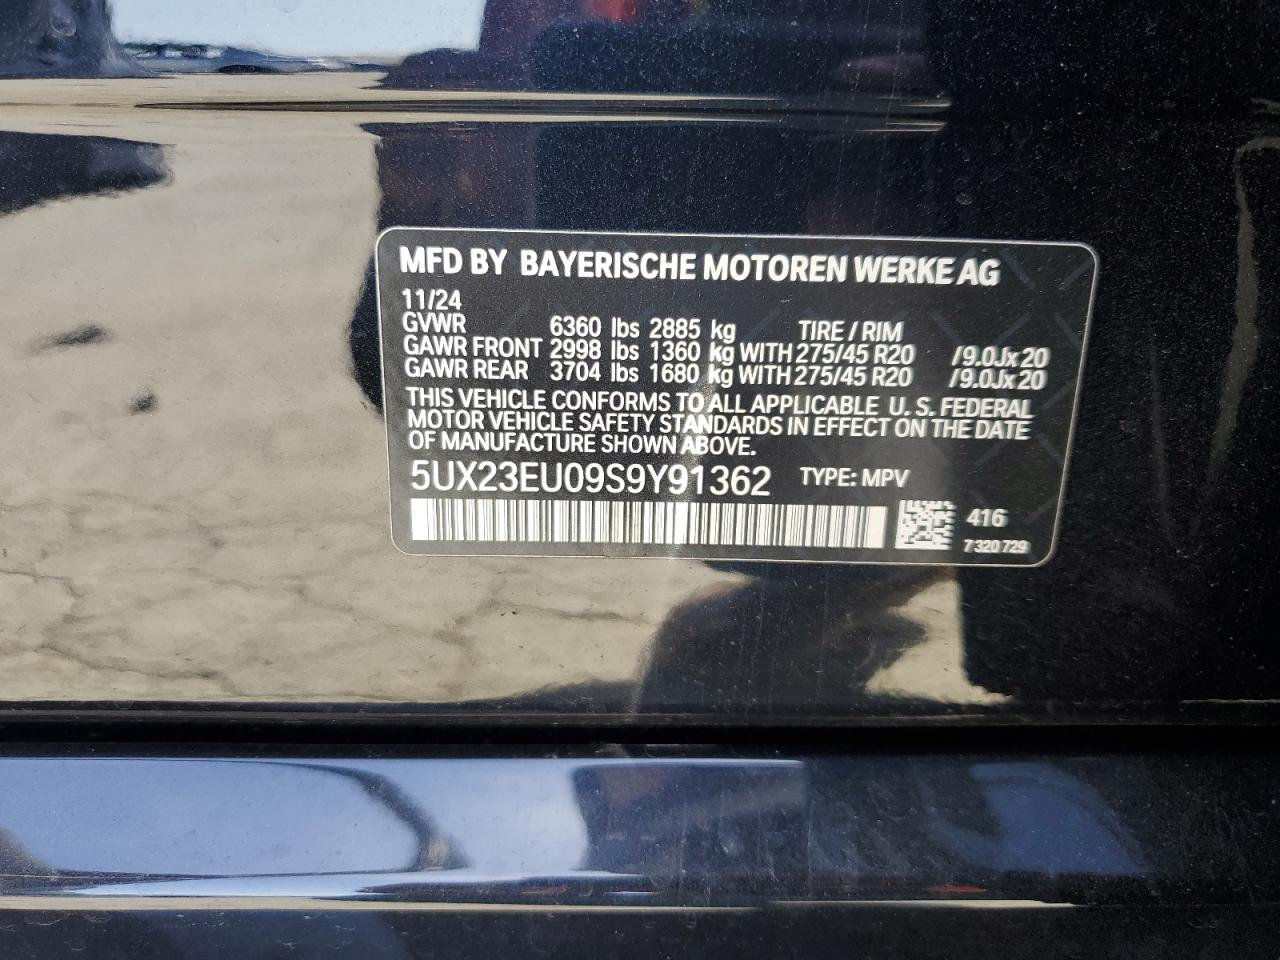 MFD BY BAYERISCHE MOTOREN WERKE AG
11/24
GVWR 6360 lbs 2885 kg TIRE / RIM
GAWR FRONT 2998 lbs 1360 kg WITH 275/45 R20 /9.0Jx20
GAWR REAR 3704 lbs 1680 kg WITH 275/45 R20 /9.0Jx20
THIS VEHICLE CONFORMS TO ALL APPLICABLE U. S. FEDERAL
MOTOR VEHICLE SAFETY STANDARDS IN EFFECT ON THE DATE
OF MANUFACTURE SHOWN ABOVE.
5UX23EU09S9Y91362 TYPE: MPV
416
7 320 729